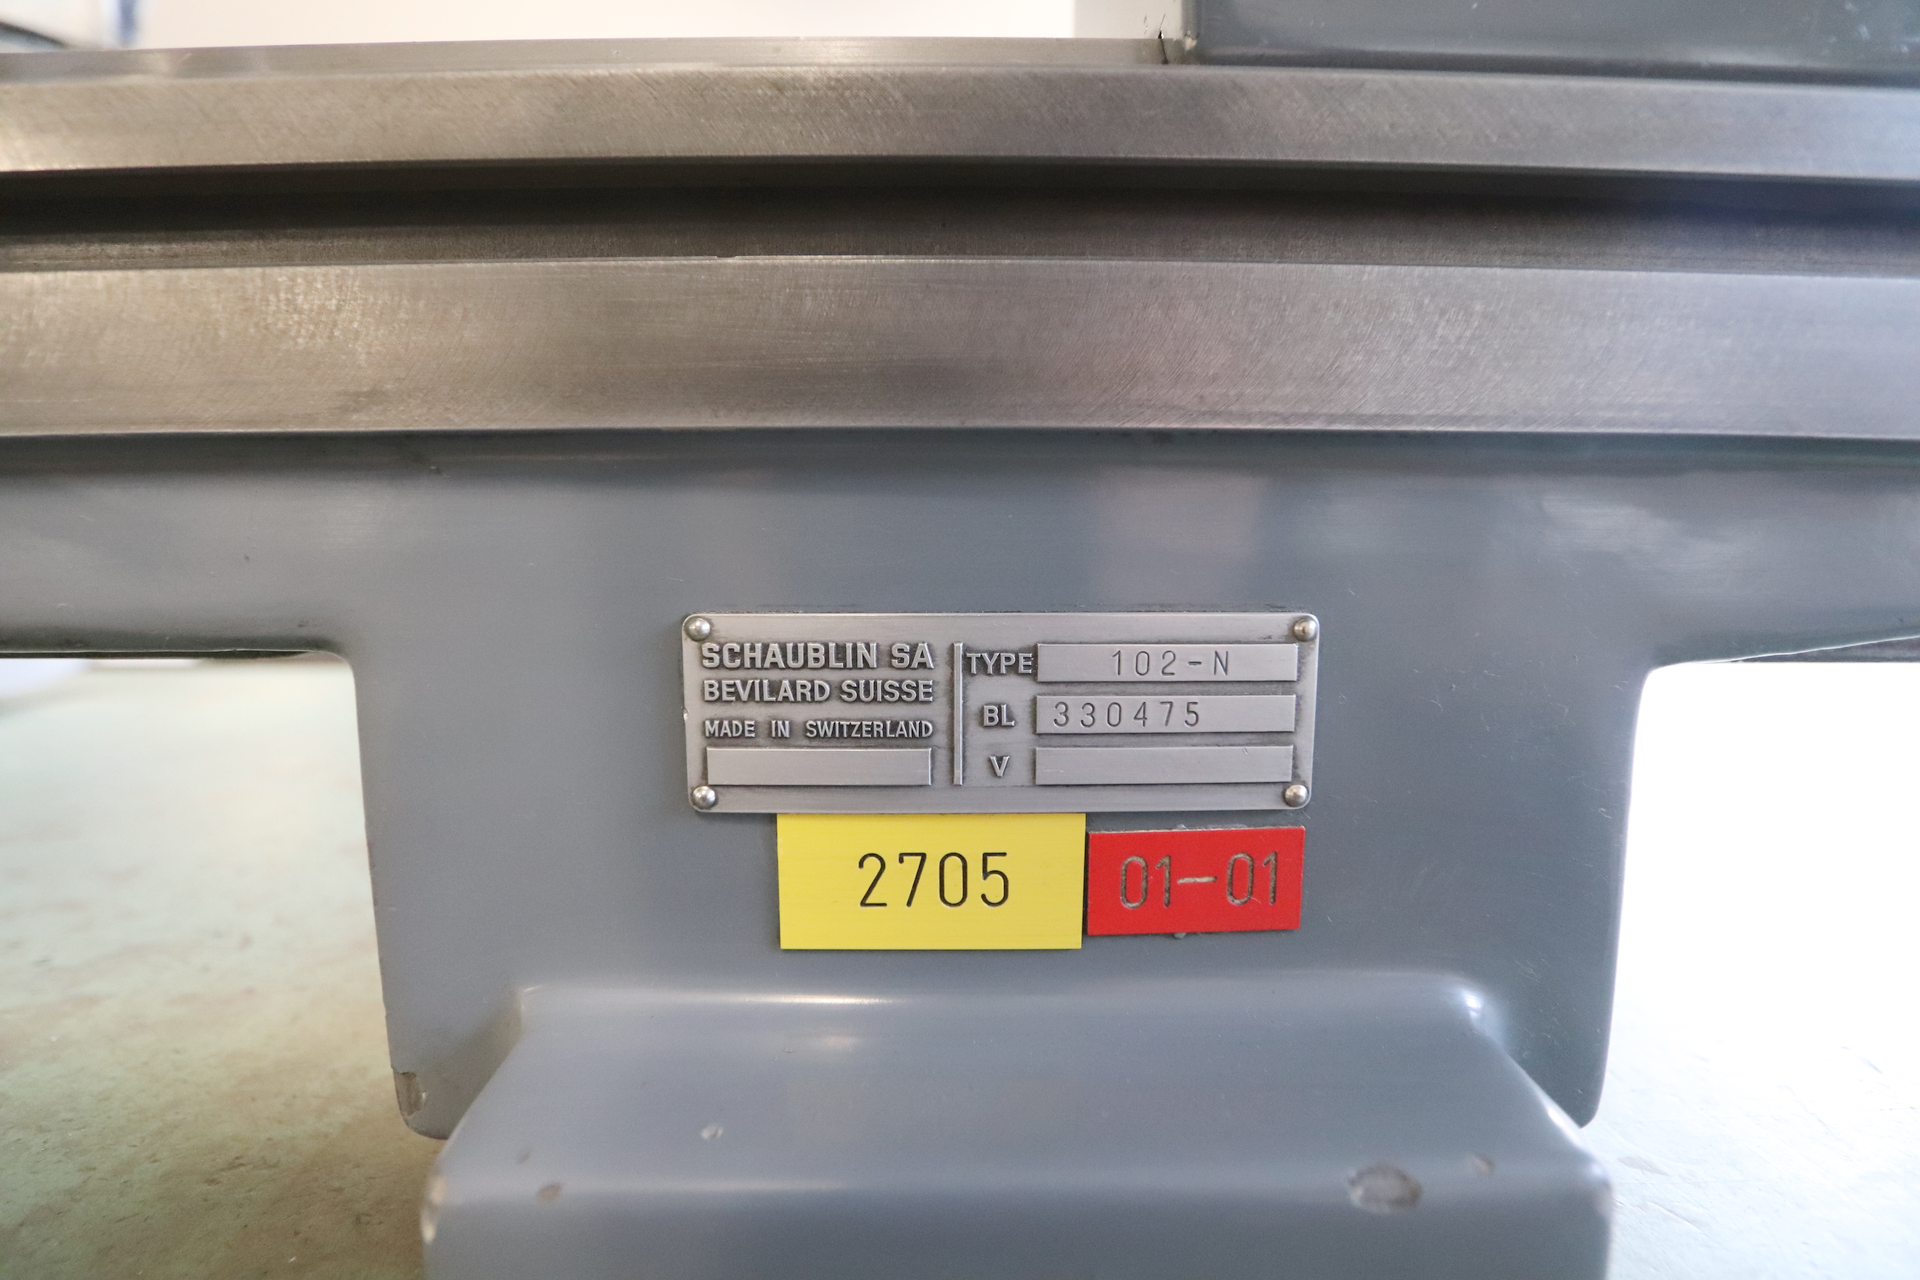 SCHAUBLIN SA
BEVILARD SUISSE
MADE IN SWITZERLAND
TYPE 102-N
BL 330475
V
2705
01-01